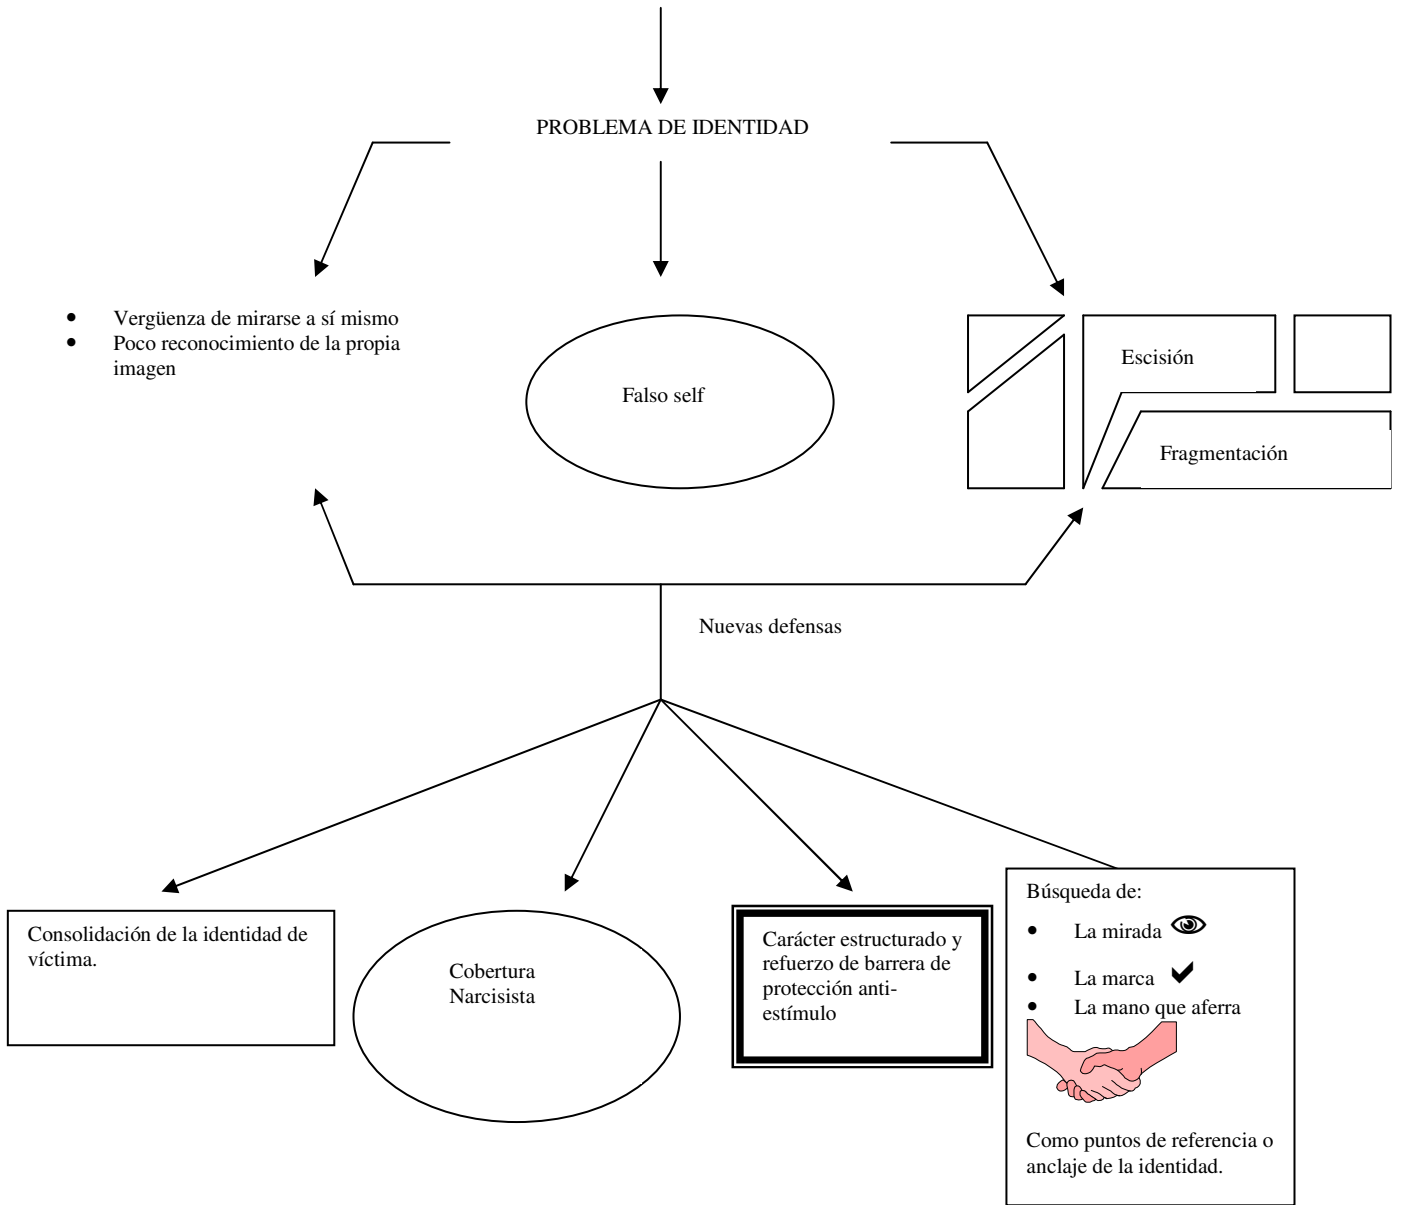 PROBLEMA DE IDENTIDAD
• Vergüenza de mirarse a sí mismo
• Poco reconocimiento de la propia
imagen
Falso self
Escisión
Fragmentación
Nuevas defensas
Consolidación de la identidad de
víctima.
Cobertura
Narcisista
Carácter estructurado y
refuerzo de barrera de
protección anti-
estímulo
Búsqueda de:
• La mirada
• La marca
• La mano que aferra
Como puntos de referencia o
anclaje de la identidad.